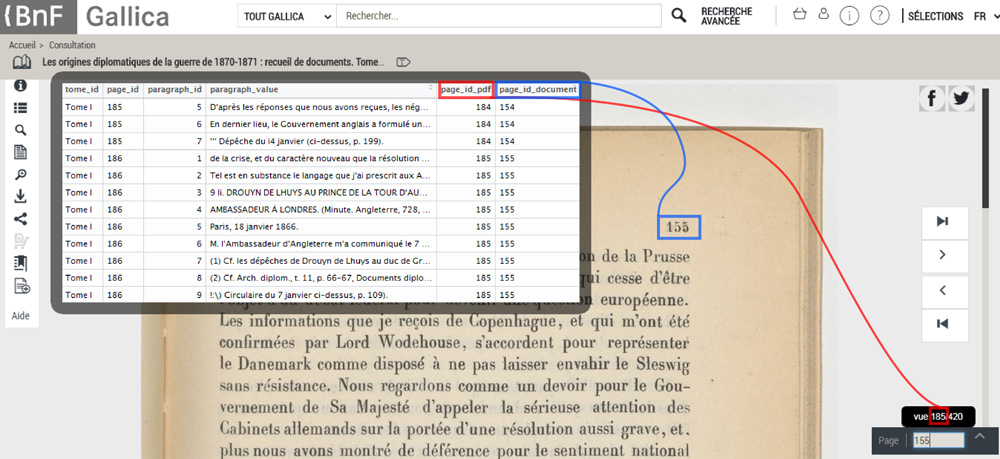 BnF Gallica TOUT GALLICA Rechercher... RECHERCHE AVANCÉE SÉLECTIONS FR
Accueil > Consultation
Les origines diplomatiques de la guerre de 1870-1871 : recueil de documents. Tome...
tome_id page_id paragraph_id paragraph_value page_id_pdf page_id_document
Tome I 185 5 D'après les réponses que nous avons reçues, les nég... 184 154
Tome I 185 6 En dernier lieu, le Gouvernement anglais a formulé un... 184 154
Tome I 185 7 "' Dépêche du i4 janvier (ci-dessus, p. 199). 184 154
Tome I 186 1 de la crise, et du caractère nouveau que la résolution ... 185 155
Tome I 186 2 Tel est en substance le langage que j'ai prescrit aux A... 185 155
Tome I 186 3 9 li. DROUYN DE LHUYS AU PRINCE DE LA TOUR D'AU... 185 155
Tome I 186 4 AMBASSADEUR À LONDRES. (Minute. Angleterre, 728, ... 185 155
Tome I 186 5 Paris, 18 janvier 1866. 185 155
Tome I 186 6 M. l'Ambassadeur d'Angleterre m'a communiqué le 7 ... 185 155
Tome I 186 7 (1) Cf. les dépêches de Drouyn de Lhuys au duc de Gr... 185 155
Tome I 186 8 (2) Cf. Arch. diplom., t. 11, p. 66-67, Documents diplo... 185 155
Tome I 186 9 !:\) Circulaire du 7 janvier ci-dessus, p. 109). 185 155
Aide
155
on de la Prusse
qui cesse d'être
européenne.
Les informations que je reçois de Copenhague, et qui m'ont été
confirmées par Lord Wodehouse, s'accordent pour représenter
le Danemark comme disposé à ne pas laisser envahir le Sleswig
sans résistance. Nous regardons comme un devoir pour le Gou-
vernement de Sa Majesté d'appeler la sérieuse attention des
Cabinets allemands sur la portée d'une résolution aussi grave, et.
plus nous avons montré de déférence pour le sentiment national
vue 185/420
Page 155